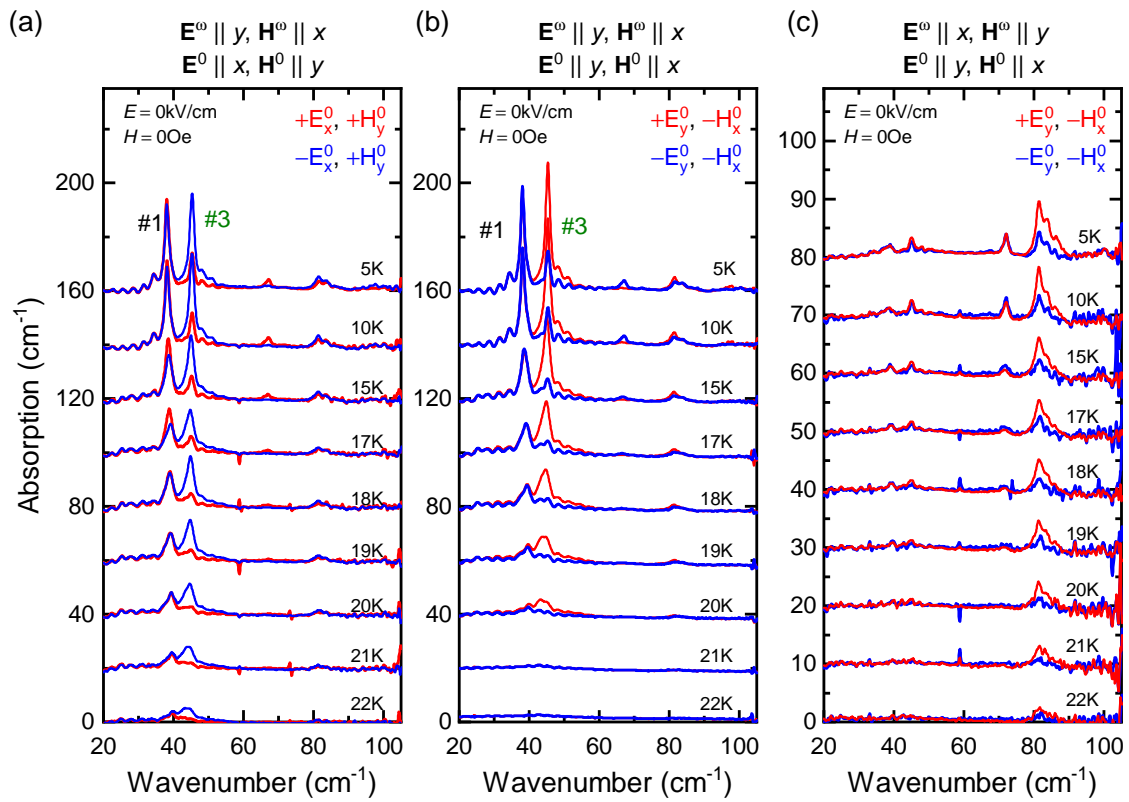 (a)
E^ω || y, H^ω || x
E^0 || x, H^0 || y
E = 0kV/cm
H = 0Oe
+E_x^0, +H_y^0
−E_x^0, +H_y^0
#1
#3
5K
10K
15K
17K
18K
19K
20K
21K
22K
200
160
120
80
40
0
20 40 60 80 100
Absorption (cm^-1)
Wavenumber (cm^-1)
(b)
E^ω || y, H^ω || x
E^0 || y, H^0 || x
E = 0kV/cm
H = 0Oe
+E_y^0, −H_x^0
−E_y^0, −H_x^0
#1
#3
5K
10K
15K
17K
18K
19K
20K
21K
22K
200
160
120
80
40
0
20 40 60 80 100
Wavenumber (cm^-1)
(c)
E^ω || x, H^ω || y
E^0 || y, H^0 || x
E = 0kV/cm
H = 0Oe
+E_y^0, −H_x^0
−E_y^0, −H_x^0
5K
10K
15K
17K
18K
19K
20K
21K
22K
100
90
80
70
60
50
40
30
20
10
0
20 40 60 80 100
Wavenumber (cm^-1)